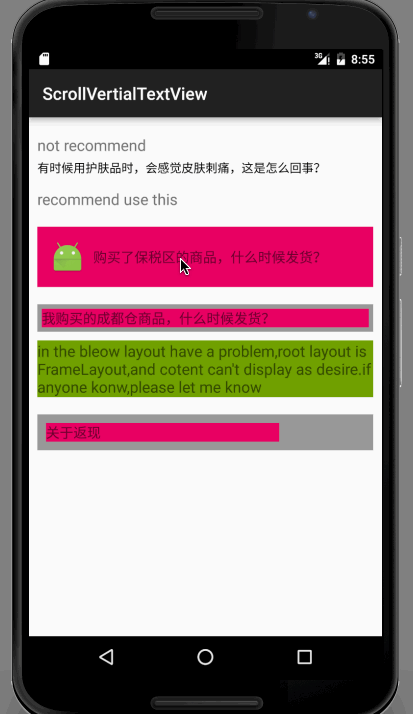 3G
8:55
ScrollVertialTextView
not recommend
有时候用护肤品时，会感觉皮肤刺痛，这是怎么回事？
recommend use this
购买了保税区的商品，什么时候发货？
我购买的成都仓商品，什么时候发货？
in the bleow layout have a problem,root layout is
FrameLayout,and cotent can't display as desire.if
anyone konw,please let me know
关于返现